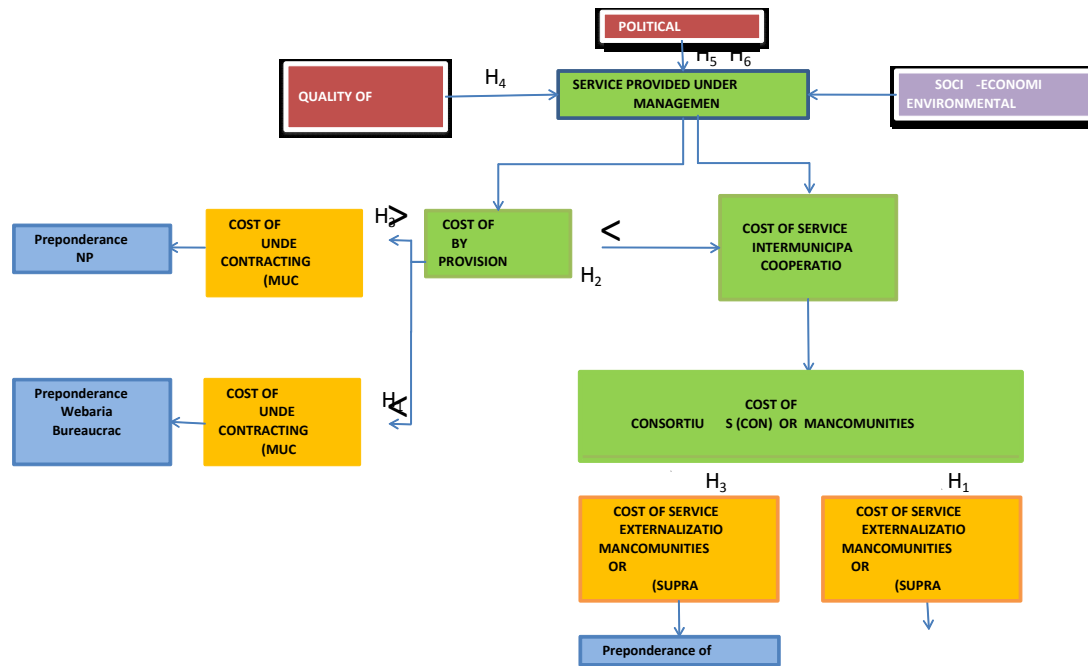 POLITICAL
H5 H6
H4
QUALITY OF
SERVICE PROVIDED UNDER
MANAGEMEN
SOCI -ECONOMI
ENVIRONMENTAL
Preponderance
NP
COST OF
UNDE
CONTRACTING
(MUC
H3
>
COST OF
BY
PROVISION
<
H2
COST OF SERVICE
INTERMUNICIPA
COOPERATIO
Preponderance
Webaria
Bureaucrac
COST OF
UNDE
CONTRACTING
(MUC
H1
<
COST OF
CONSORTIU S (CON) OR MANCOMUNITIES
H3
H1
COST OF SERVICE
EXTERNALIZATIO
MANCOMUNITIES
OR
(SUPRA
COST OF SERVICE
EXTERNALIZATIO
MANCOMUNITIES
OR
(SUPRA
Preponderance of